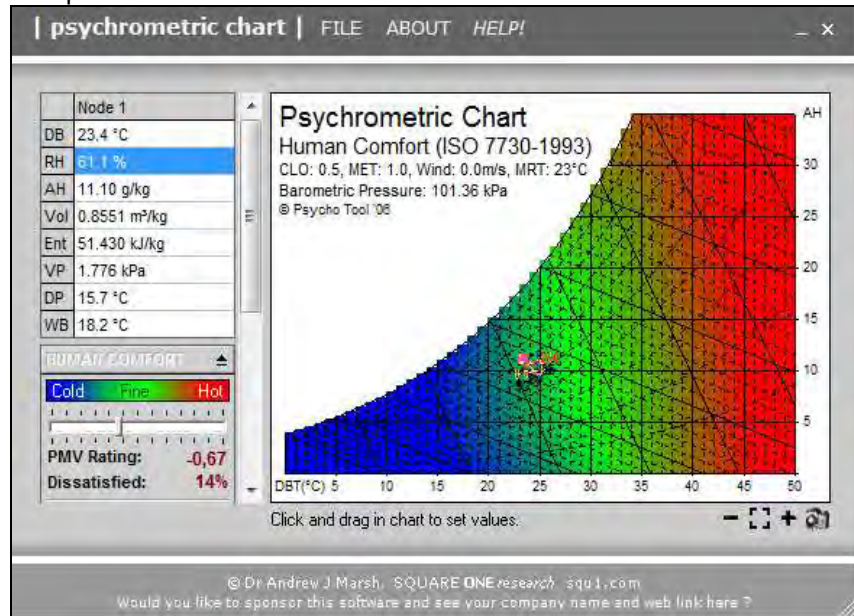 | psychrometric chart | FILE ABOUT HELP!
Node 1
DB 23.4 °C
RH 61.1 %
AH 11.10 g/kg
Vol 0.8551 m³/kg
Ent 51.430 kJ/kg
VP 1.776 kPa
DP 15.7 °C
WB 18.2 °C
HUMAN COMFORT
Cold Fine Hot
PMV Rating: -0,67
Dissatisfied: 14%
Psychrometric Chart
Human Comfort (ISO 7730-1993)
CLO: 0.5, MET: 1.0, Wind: 0.0m/s, MRT: 23°C
Barometric Pressure: 101.36 kPa
© Psycho Tool '06
AH
30
25
20
15
10
5
DBT(°C) 5 10 15 20 25 30 35 40 45 50
Click and drag in chart to set values.
© Dr Andrew J Marsh, SQUARE ONE research squ1.com
Would you like to sponsor this software and see your company name and web link here ?